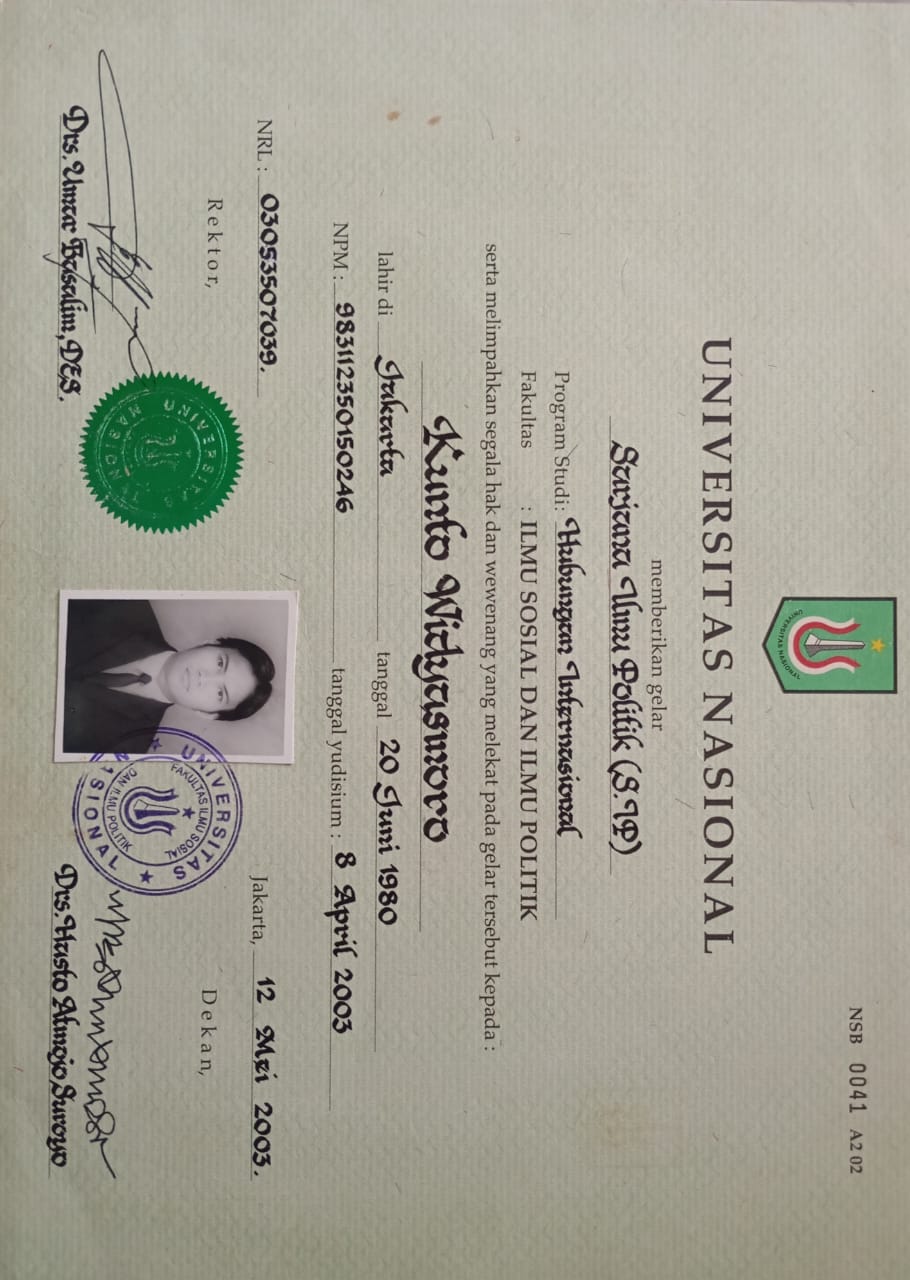 NSB 0041 A2 02
UNIVERSITAS NASIONAL
UNIVERSITAS NASIONAL
memberikan gelar
Sarjana Ilmu Politik (S.IP)
Program Studi: Hubungan Internasional
Fakultas : ILMU SOSIAL DAN ILMU POLITIK
serta melimpahkan segala hak dan wewenang yang melekat pada gelar tersebut kepada :
Kunto Widyasmoro
lahir di Jakarta tanggal 20 Juni 1980
NPM : 983112350150246 tanggal yudisium : 8 April 2003
NRL : 03053507039.
Jakarta, 12 Mei 2003.
Rektor,
Dekan,
UNIVERSITAS NASIONAL
UNIVERSITAS NASIONAL
FAKULTAS ILMU SOSIAL DAN ILMU POLITIK
Drs. Umar Basalim, DES.
Drs. Hasto Atmojo Suroyo